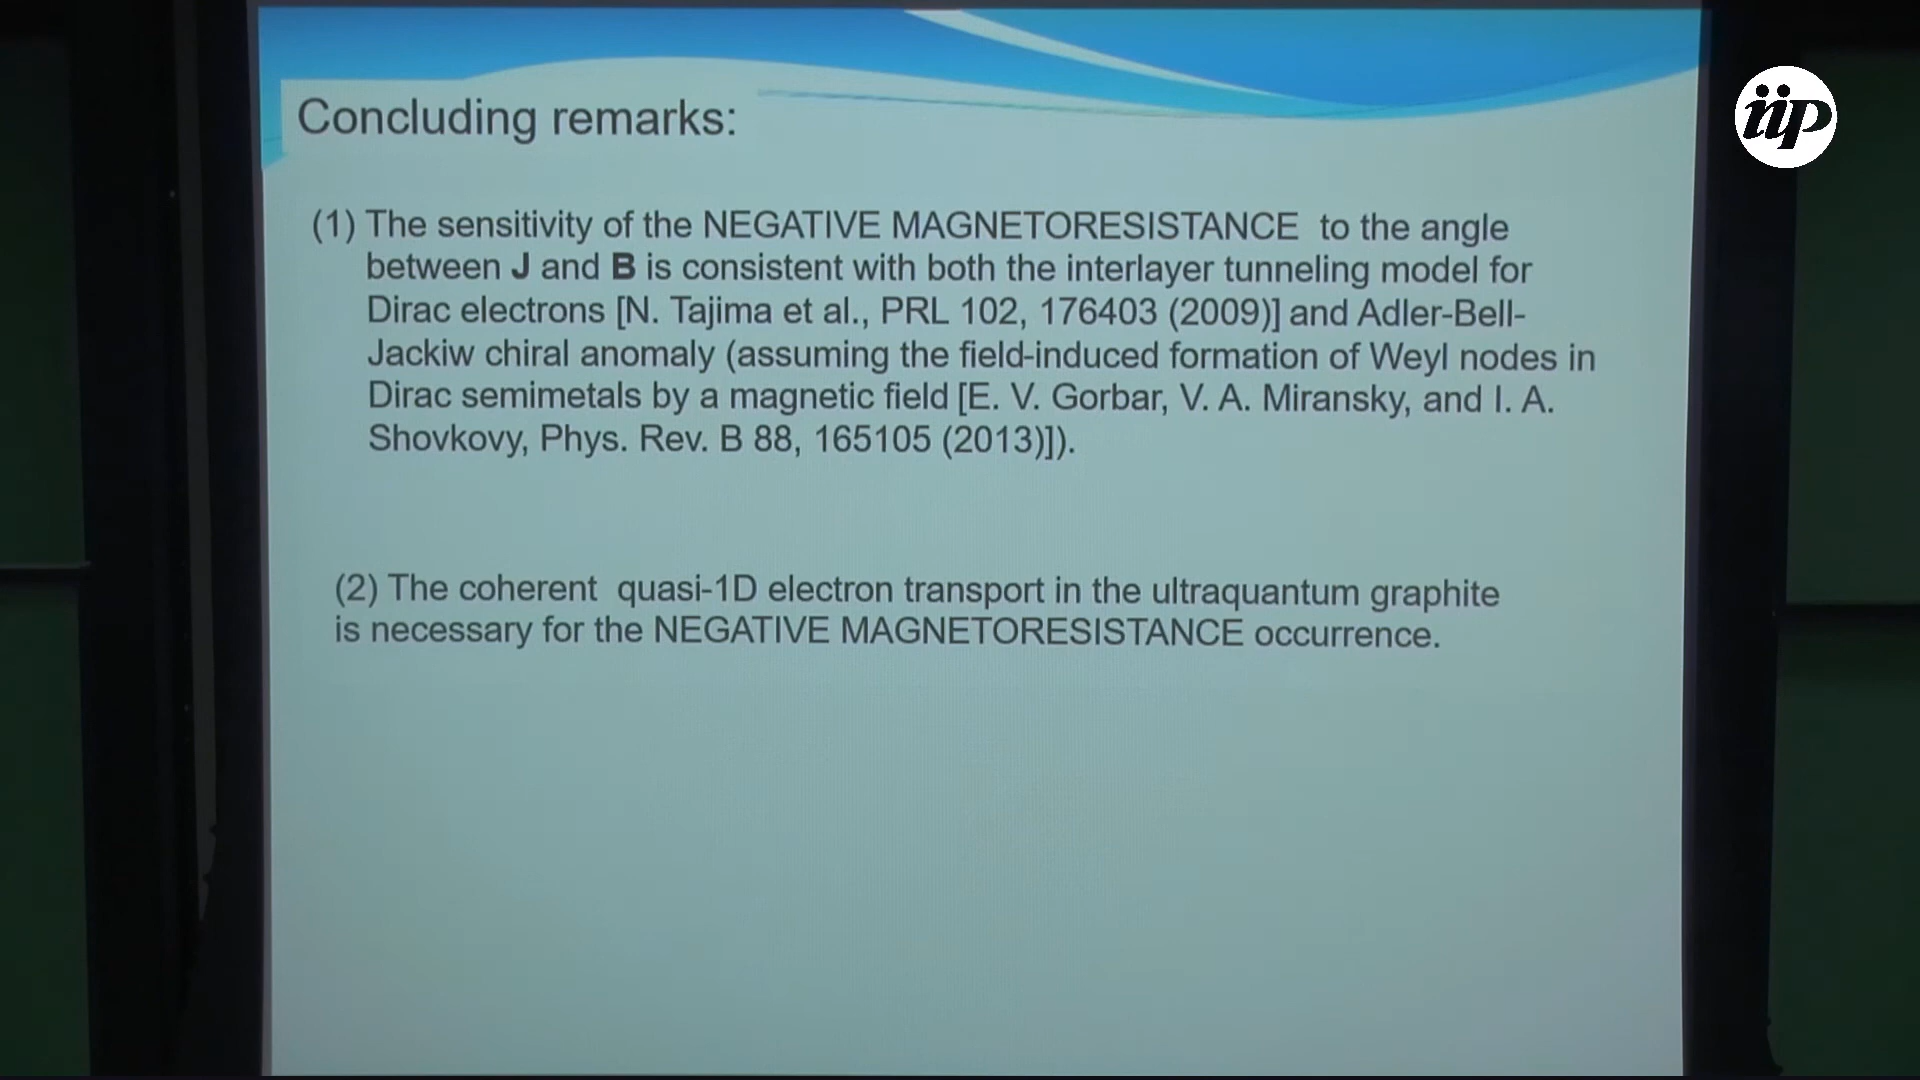 iip
Concluding remarks:
(1) The sensitivity of the NEGATIVE MAGNETORESISTANCE to the angle
between J and B is consistent with both the interlayer tunneling model for
Dirac electrons [N. Tajima et al., PRL 102, 176403 (2009)] and Adler-Bell-
Jackiw chiral anomaly (assuming the field-induced formation of Weyl nodes in
Dirac semimetals by a magnetic field [E. V. Gorbar, V. A. Miransky, and I. A.
Shovkovy, Phys. Rev. B 88, 165105 (2013)]).
(2) The coherent quasi-1D electron transport in the ultraquantum graphite
is necessary for the NEGATIVE MAGNETORESISTANCE occurrence.